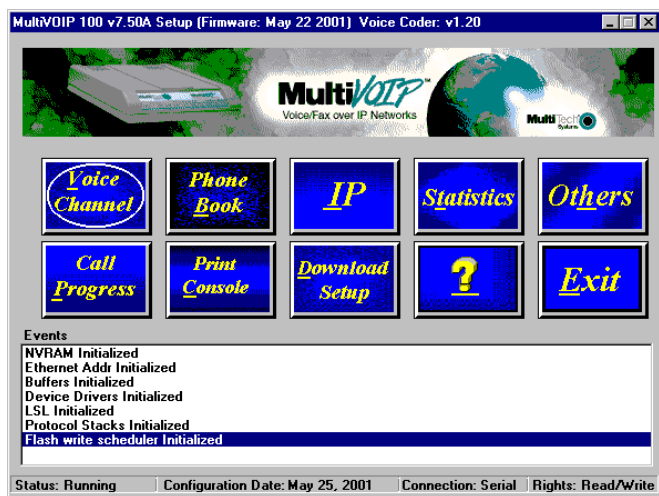 MultiVOIP 100 v7.50A Setup (Firmware: May 22 2001) Voice Coder: v1.20
MultiVOIP™
Voice/Fax over IP Networks
MultiTech
Systems
Voice
Channel
Phone
Book
IP
Statistics
Others
Call
Progress
Print
Console
Download
Setup
?
Exit
Events
NVRAM Initialized
Ethernet Addr Initialized
Buffers Initialized
Device Drivers Initialized
LSL Initialized
Protocol Stacks Initialized
Flash write scheduler Initialized
Status: Running
Configuration Date: May 25, 2001
Connection: Serial
Rights: Read/Write